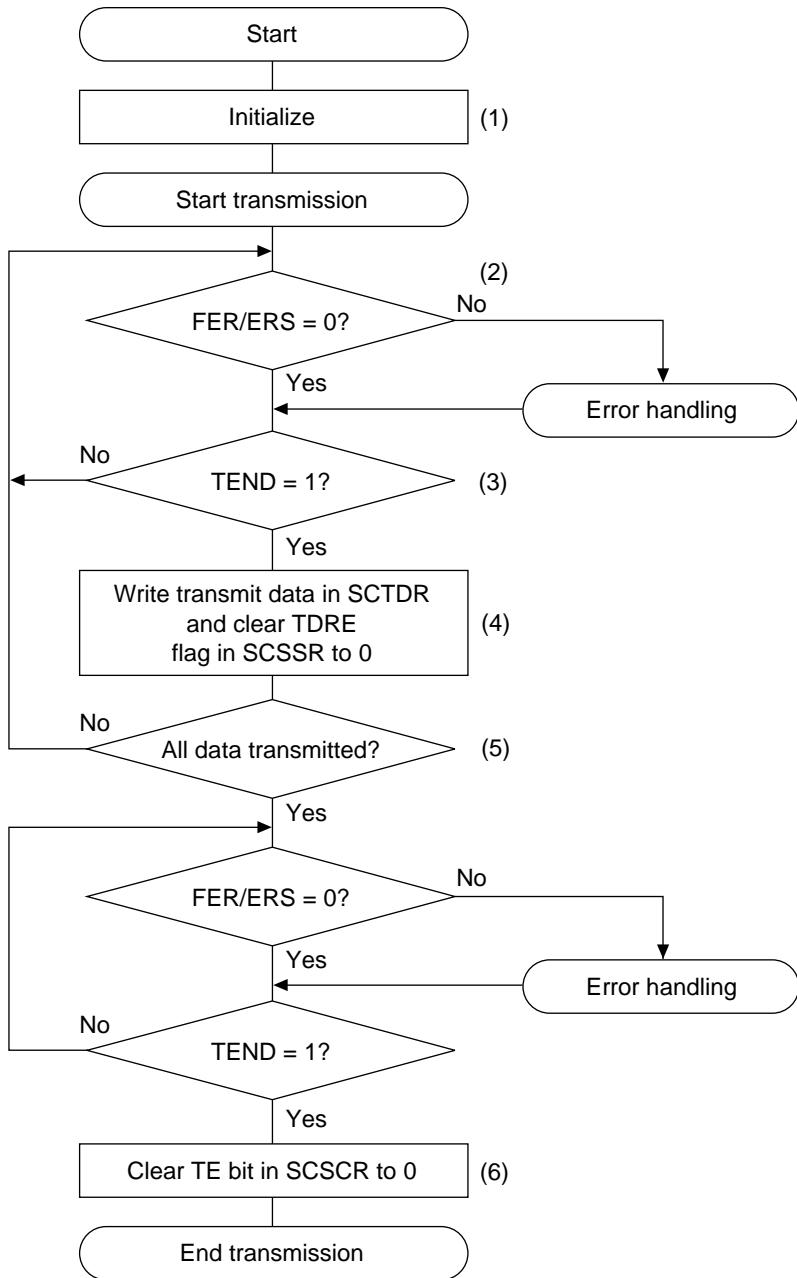 Start
Initialize
(1)
Start transmission
(2)
FER/ERS = 0?
No
Yes
Error handling
No
TEND = 1?
(3)
Yes
Write transmit data in SCTDR
and clear TDRE
flag in SCSSR to 0
(4)
No
All data transmitted?
(5)
Yes
FER/ERS = 0?
No
Yes
Error handling
No
TEND = 1?
Yes
Clear TE bit in SCSCR to 0
(6)
End transmission